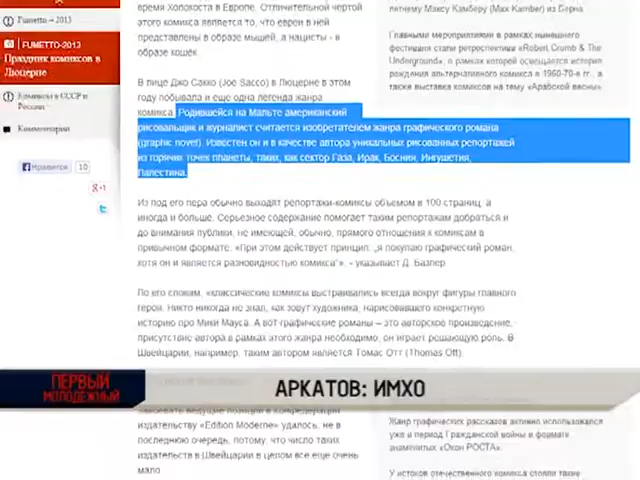 Fumetto – 2013
FUMETTO-2013
Праздник комиксов в
Люцерне
Комиксы в СССР и
России -
Комментарии
Нравится 10
g+1
время Холокоста в Европе. Отличительной чертой
этого комикса является то, что евреи в ней
представлены в образе мышей, а нацисты - в
образе кошек.
В лице Джо Сакко (Joe Sacco) в Люцерне в этом
году побывала и еще одна легенда жанра
комикса. Родившейся на Мальте американский
рисовальщик и журналист считается изобретателем жанра графического романа
(graphic novel). Известен он и в качестве автора уникальных рисованных репортажей
из горячих точек планеты, таких, как сектор Газа, Ирак, Босния, Ингушетия,
Палестина.
Из под его пера обычно выходят репортажи-комиксы объемом в 100 страниц, а
иногда и больше. Серьезное содержание помогает таким репортажам добраться и
до внимания публики, не имеющей, обычно, прямого отношения к комиксам в
привычном формате. «При этом действует принцип: „я покупаю графический роман,
хотя он и является разновидностью комикса“», - указывает Д. Базлер.
По его словам, «классические комиксы выстраивались всегда вокруг фигуры главного
героя. Никто никогда не знал, как зовут художника, нарисовавшего конкретную
историю про Мики Мауса. А вот графические романы – это авторское произведение,
присутствие автора в рамках этого жанра необходимо, он играет решающую роль. В
Швейцарии, например, таким автором является Томас Отт (Thomas Ott).
завоевать ведущие позиции в Конфедерации
издательству «Edition Moderne» удалось, не в
последнюю очередь, потому, что число таких
издательств в Швейцарии в целом все еще очень
мало
летнему Максу Камберу (Max Kamber) из Берна.
Главными мероприятиями в рамках нынешнего
фестиваля стали ретроспектива «Robert Crumb & The
Underground», в рамках которой освещается история
рождения альтернативного комикса в 1960-70-е гг., а
также выставка комиксов на тему «Арабской весны».
ПЕРВЫЙ
МОЛОДЕЖНЫЙ
АРКАТОВ: ИМХО
Жанр графических рассказов активно использовался
уже в период Гражданской войны в формате
знаменитых «Окон РОСТА».
У истоков отечественного комикса стояли такие